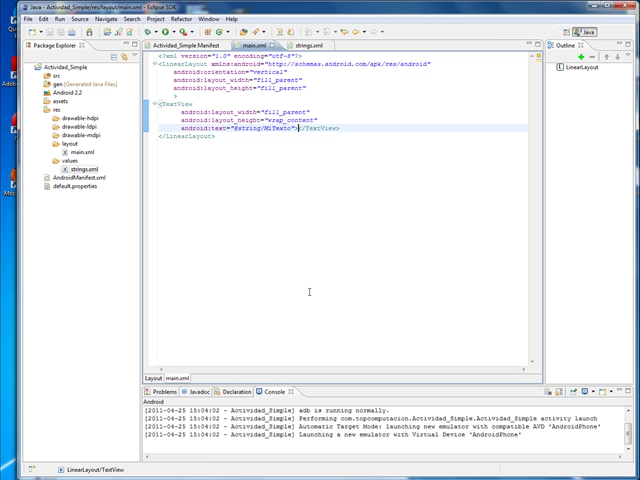 Java - Actividad_Simple/res/layout/main.xml - Eclipse SDK
File Edit Source Navigate Search Project Refactor Window Help
Java
Package Explorer
Actividad_Simple
src
gen [Generated Java Files]
Android 2.2
assets
res
drawable-hdpi
drawable-ldpi
drawable-mdpi
layout
main.xml
values
strings.xml
AndroidManifest.xml
default.properties
Actividad_Simple Manifest main.xml strings.xml
<?xml version="1.0" encoding="utf-8"?>
<LinearLayout xmlns:android="http://schemas.android.com/apk/res/android"
android:orientation="vertical"
android:layout_width="fill_parent"
android:layout_height="fill_parent"
>
<TextView
android:layout_width="fill_parent"
android:layout_height="wrap_content"
android:text="@string/MiTexto"></TextView>
</LinearLayout>
Layout main.xml
Outline
LinearLayout
Problems Javadoc Declaration Console
Android
[2011-04-25 15:04:02 - Actividad_Simple] adb is running normally.
[2011-04-25 15:04:02 - Actividad_Simple] Performing com.topcomputacion.Actividad_Simple.Actividad_Simple activity launch
[2011-04-25 15:04:02 - Actividad_Simple] Automatic Target Mode: launching new emulator with compatible AVD 'AndroidPhone'
[2011-04-25 15:04:02 - Actividad_Simple] Launching a new emulator with Virtual Device 'AndroidPhone'
LinearLayout/TextView